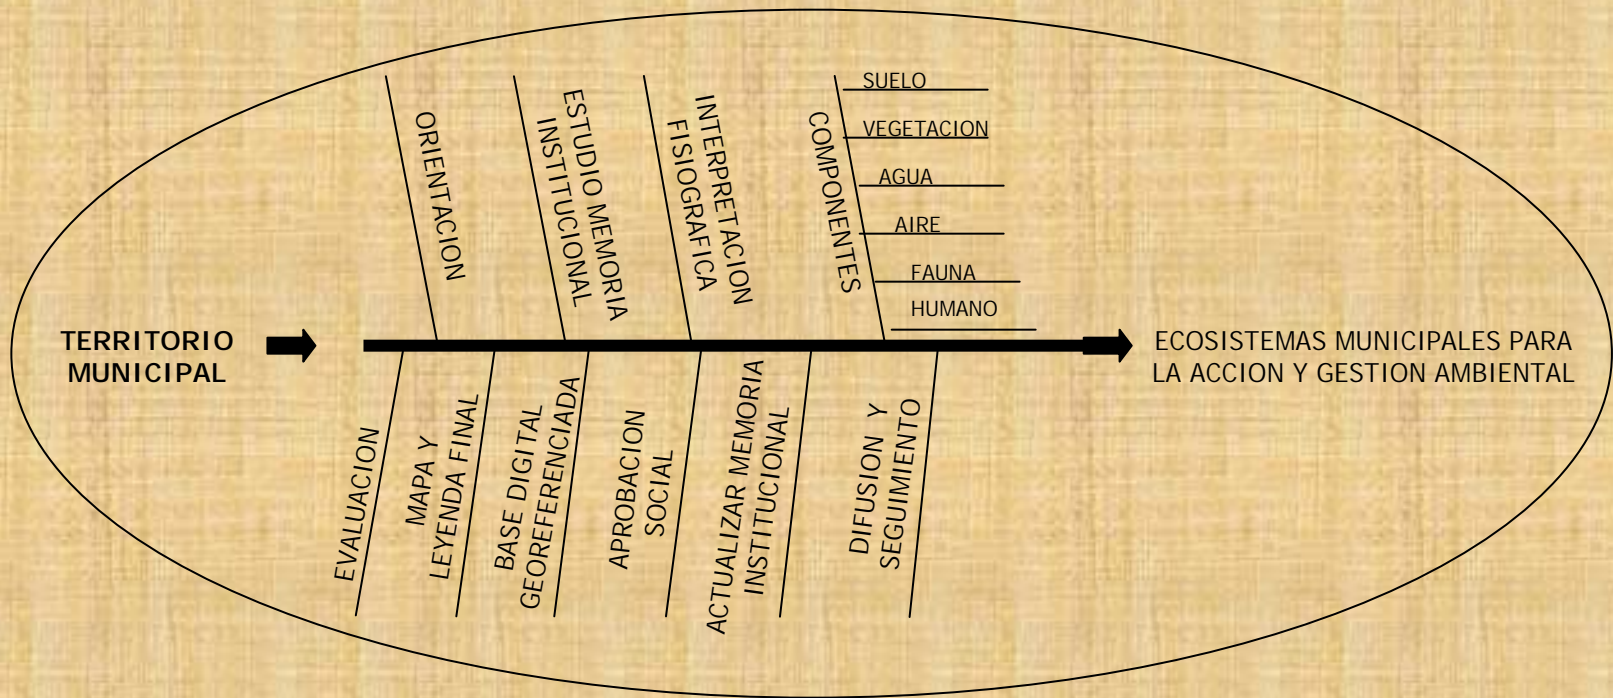 ORIENTACION
ESTUDIO MEMORIA
INSTITUCIONAL
INTERPRETACION
FISIOGRAFICA
COMPONENTES
SUELO
VEGETACION
AGUA
AIRE
FAUNA
HUMANO
TERRITORIO
MUNICIPAL
ECOSISTEMAS MUNICIPALES PARA
LA ACCION Y GESTION AMBIENTAL
EVALUACION
MAPA Y
LEYENDA FINAL
BASE DIGITAL
GEOREFERENCIADA
APROBACION
SOCIAL
ACTUALIZAR MEMORIA
INSTITUCIONAL
DIFUSION Y
SEGUIMIENTO